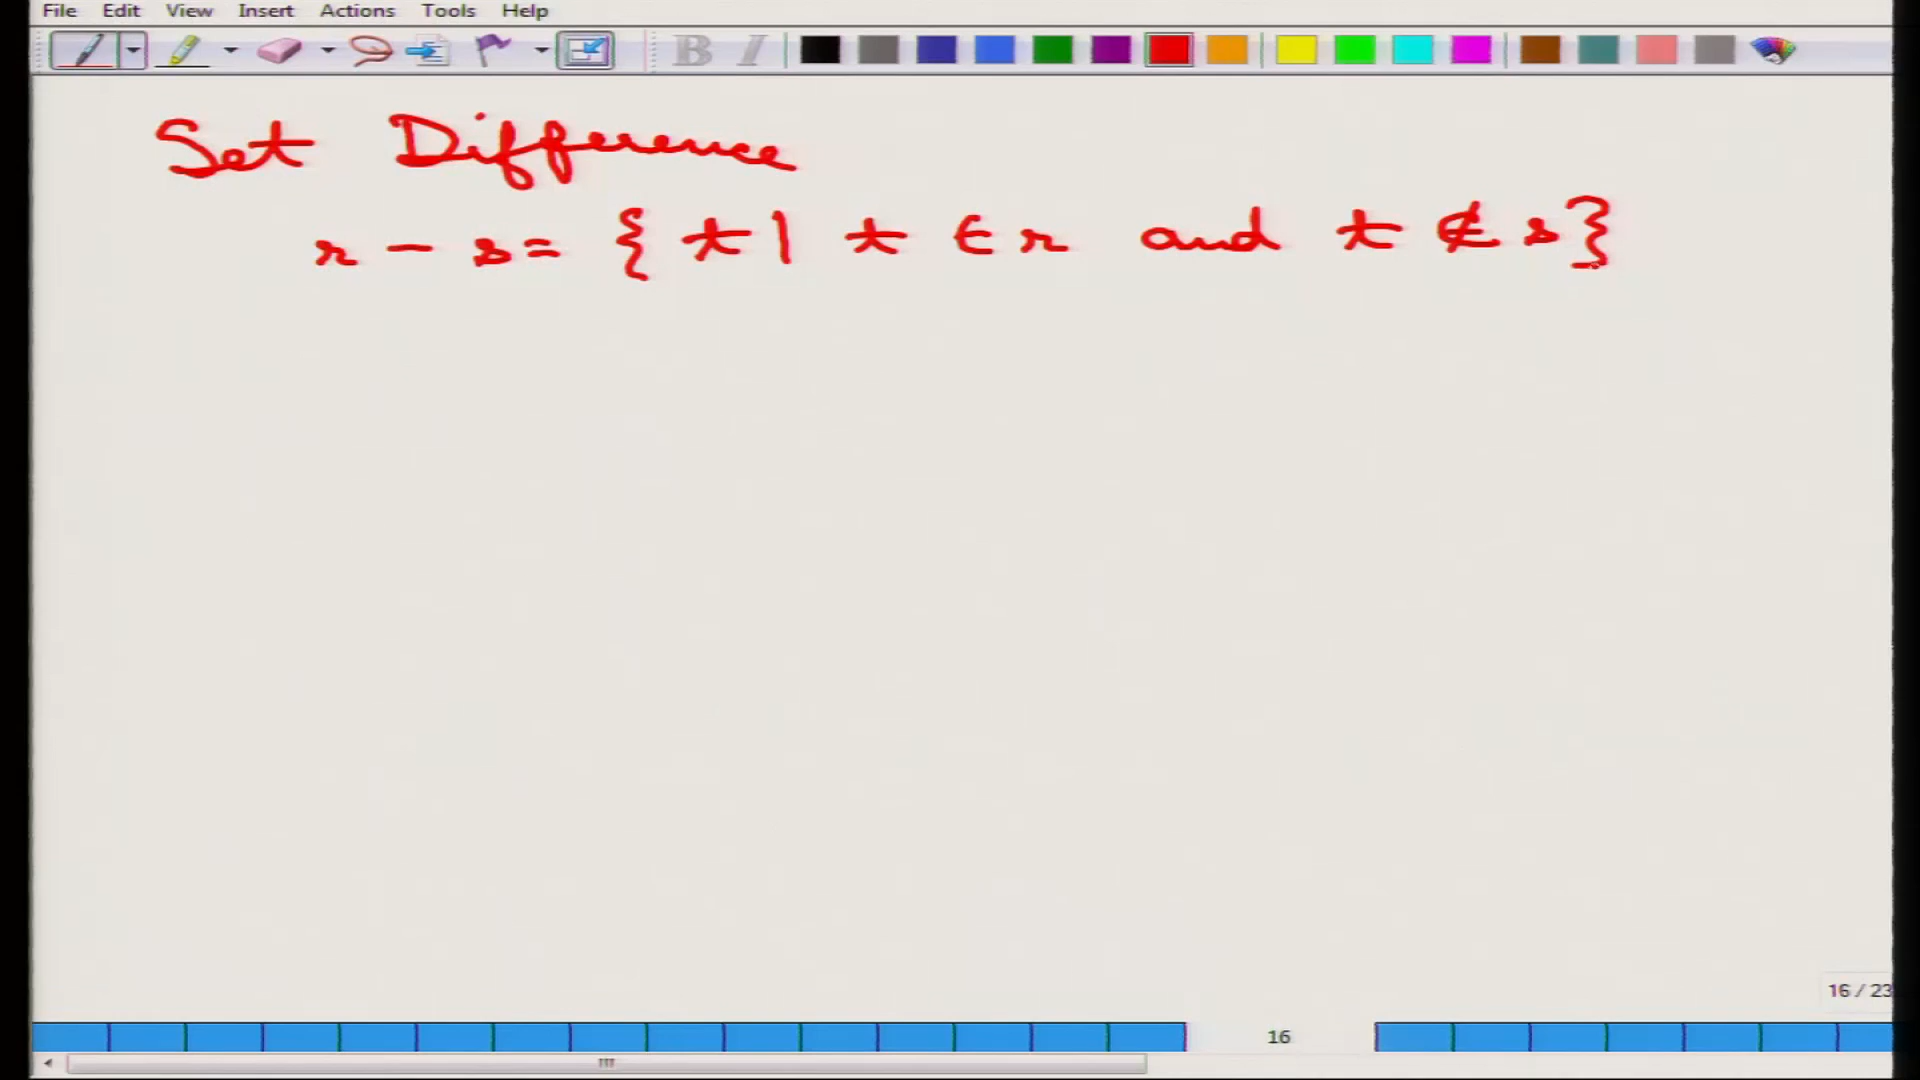 File Edit View Insert Actions Tools Help
B I
Set Difference
r - s = { t | t ∈ r and t ∉ s }
16 / 23
16